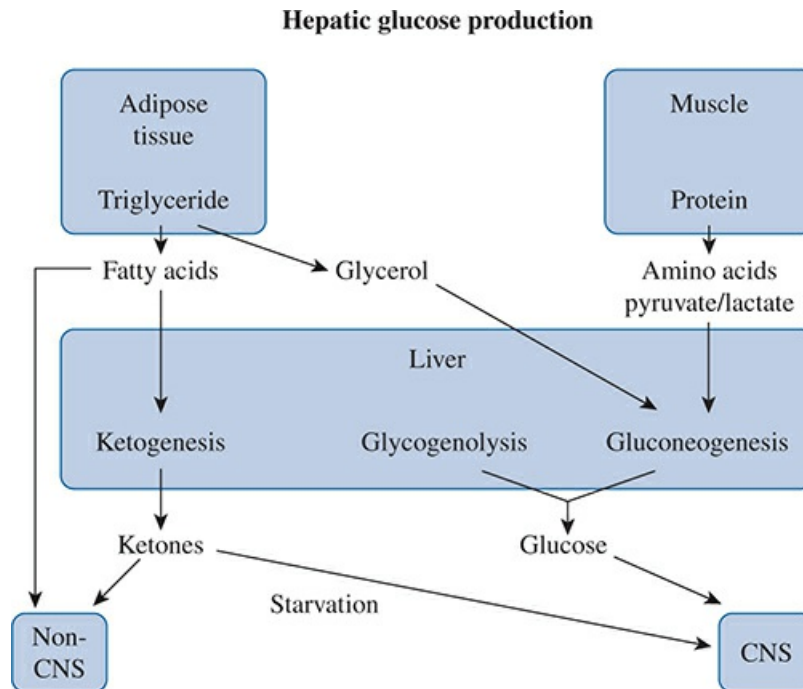 Hepatic glucose production
Adipose
tissue
Triglyceride
Muscle
Protein
Fatty acids
Glycerol
Amino acids
pyruvate/lactate
Liver
Ketogenesis
Glycogenolysis
Gluconeogenesis
Ketones
Glucose
Starvation
Non-
CNS
CNS